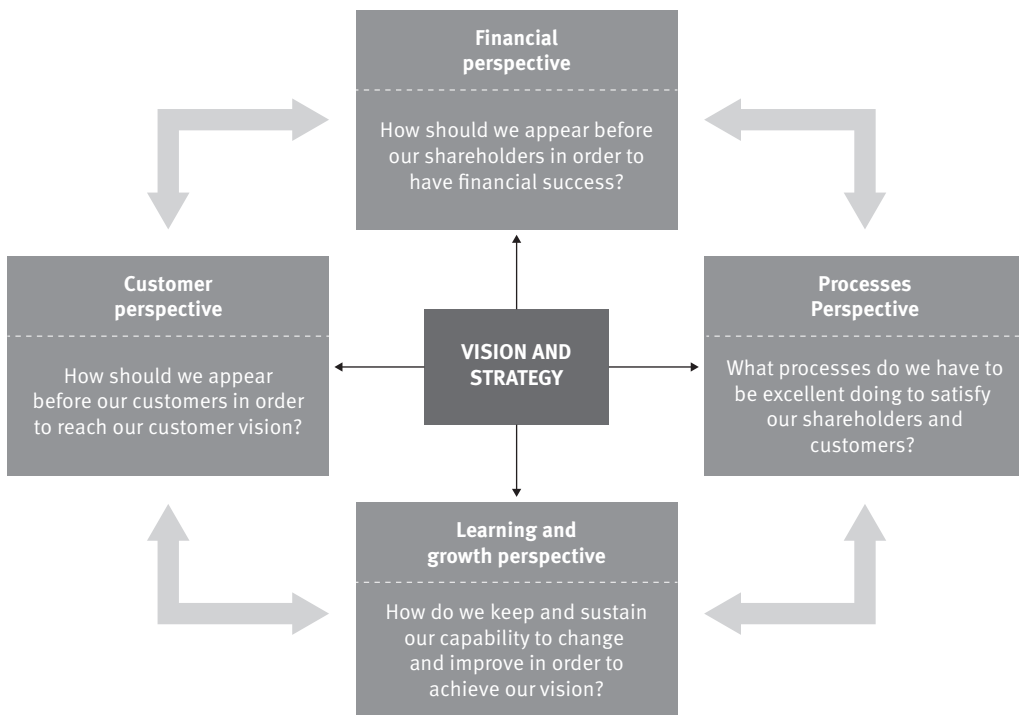 Financial
perspective
How should we appear before
our shareholders in order to
have financial success?
Customer
perspective
How should we appear
before our customers in order
to reach our customer vision?
VISION AND
STRATEGY
Processes
Perspective
What processes do we have to
be excellent doing to satisfy
our shareholders and
customers?
Learning and
growth perspective
How do we keep and sustain
our capability to change
and improve in order to
achieve our vision?